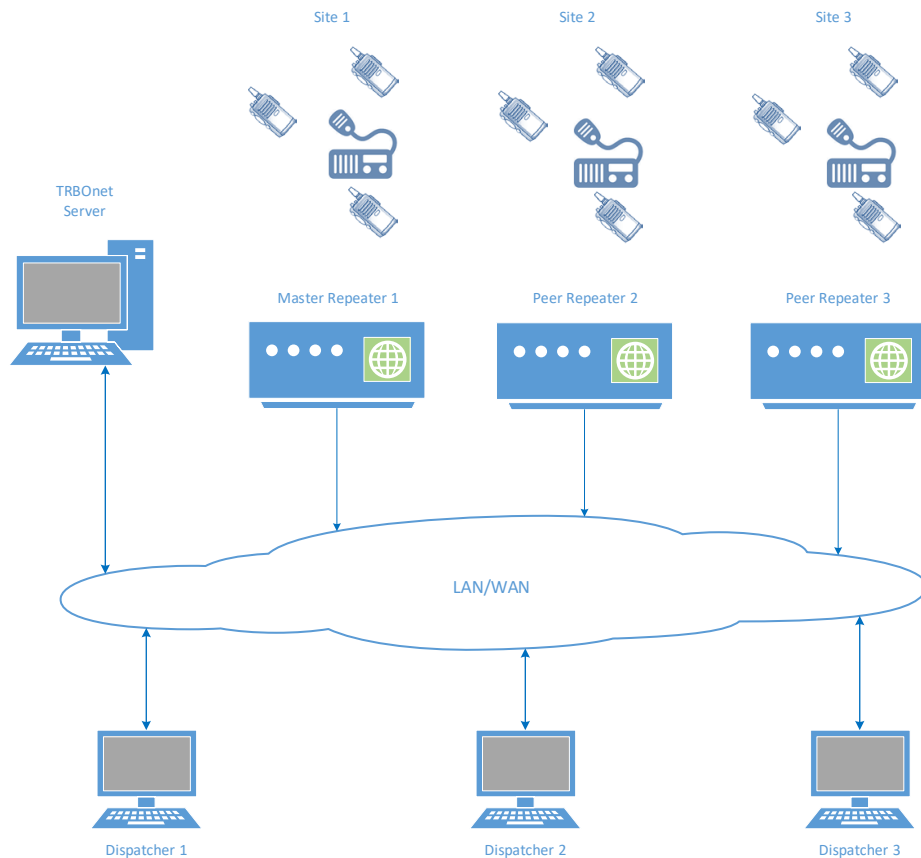 Site 1
Site 2
Site 3
TRBOnet
Server
Master Repeater 1
Peer Repeater 2
Peer Repeater 3
LAN/WAN
Dispatcher 1
Dispatcher 2
Dispatcher 3